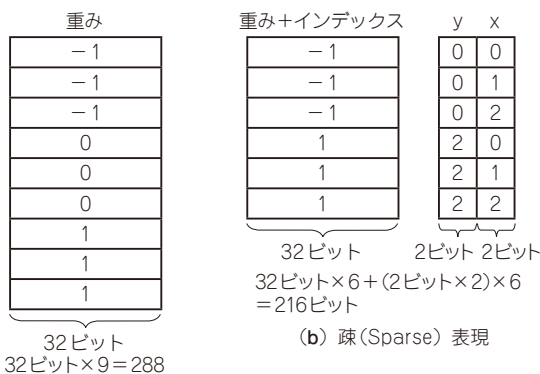 重み
－1
－1
－1
0
0
0
1
1
1
32ビット
32ビット×9＝288
重み＋インデックス
y x
－1
0 0
－1
0 1
－1
0 2
1
2 0
1
2 1
1
2 2
32ビット
2ビット 2ビット
32ビット×6＋(2ビット×2)×6
＝216ビット
(b) 疎(Sparse) 表現